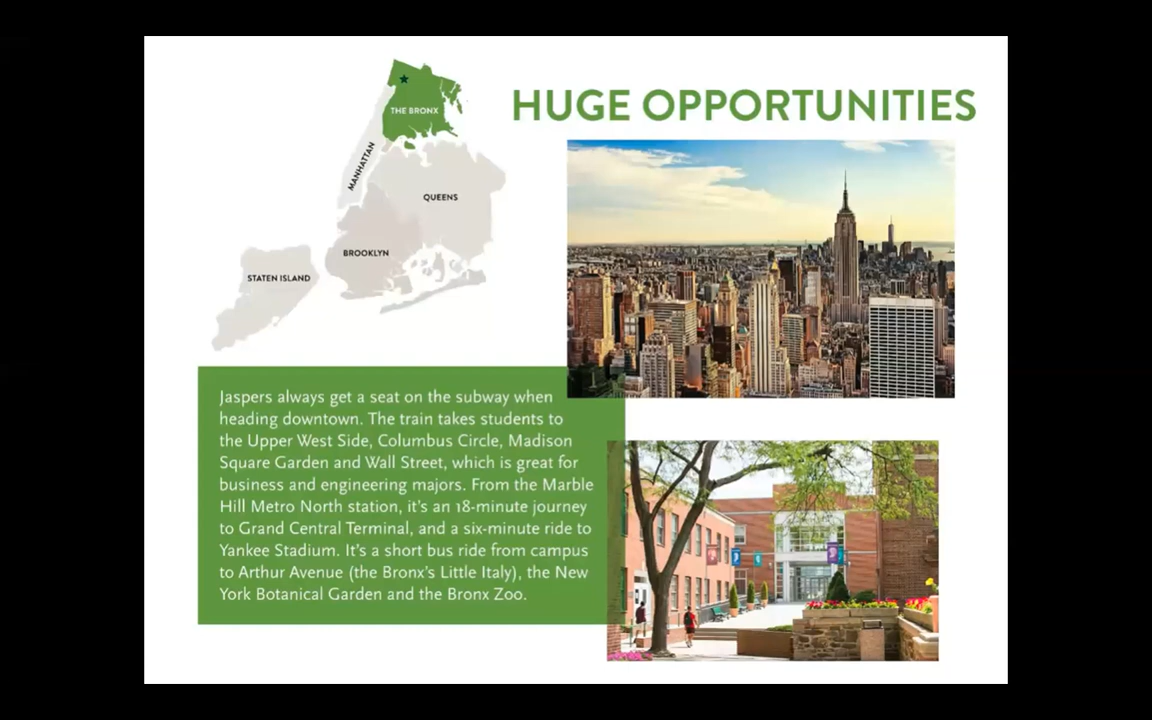 HUGE OPPORTUNITIES
THE BRONX
MANHATTAN
QUEENS
BROOKLYN
STATEN ISLAND
Jaspers always get a seat on the subway when
heading downtown. The train takes students to
the Upper West Side, Columbus Circle, Madison
Square Garden and Wall Street, which is great for
business and engineering majors. From the Marble
Hill Metro North station, it's an 18-minute journey
to Grand Central Terminal, and a six-minute ride to
Yankee Stadium. It's a short bus ride from campus
to Arthur Avenue (the Bronx's Little Italy), the New
York Botanical Garden and the Bronx Zoo.